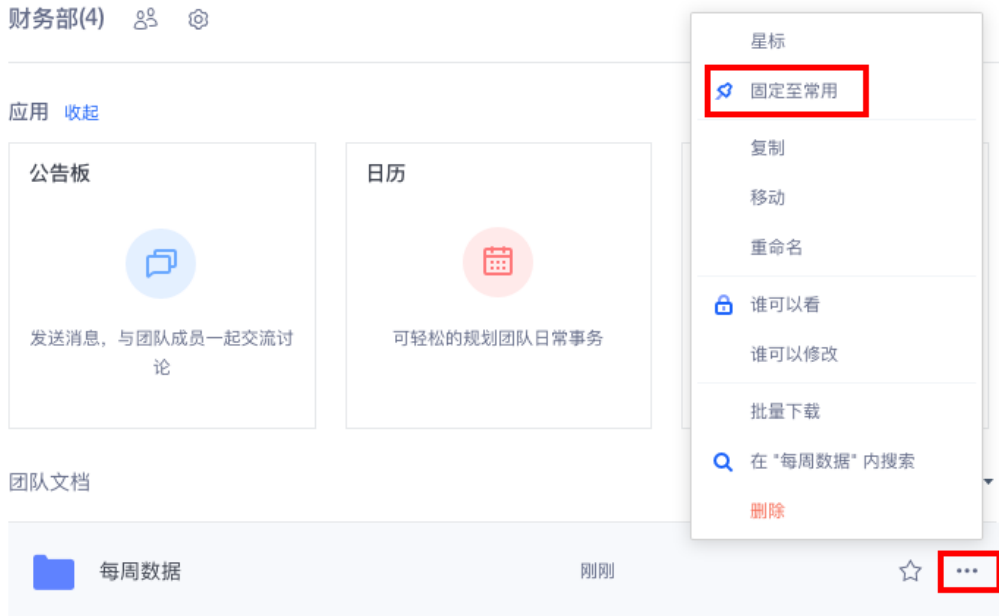 财务部(4)
应用 收起
公告板
发送消息，与团队成员一起交流讨
论
日历
可轻松的规划团队日常事务
团队文档
每周数据 刚刚
星标
固定至常用
复制
移动
重命名
谁可以看
谁可以修改
批量下载
在 "每周数据" 内搜索
删除